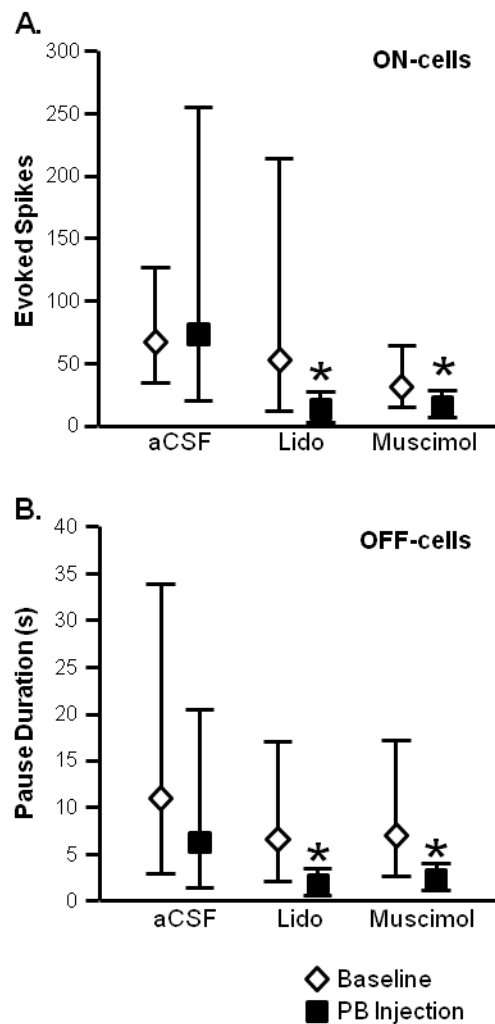 A.
ON-cells
Evoked Spikes
300
250
200
150
100
50
0
* *
aCSF Lido Muscimol
B.
OFF-cells
Pause Duration (s)
40
35
30
25
20
15
10
5
0
* *
aCSF Lido Muscimol
Baseline
PB Injection